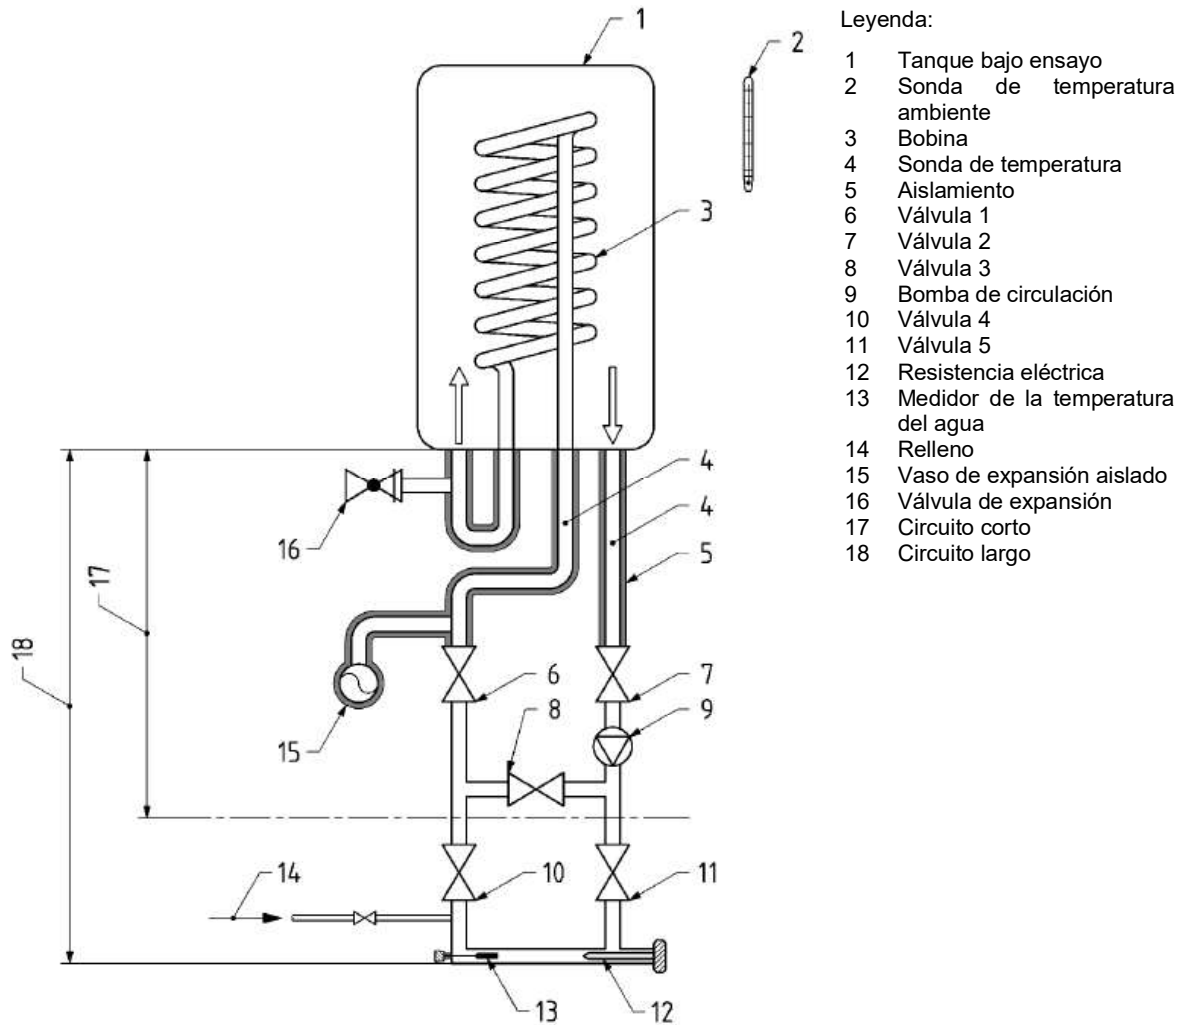 1
2
3
4
4
5
16
17
18
6
7
8
9
15
10
11
14
13
12
Leyenda:
1 Tanque bajo ensayo
2 Sonda de temperatura
ambiente
3 Bobina
4 Sonda de temperatura
5 Aislamiento
6 Válvula 1
7 Válvula 2
8 Válvula 3
9 Bomba de circulación
10 Válvula 4
11 Válvula 5
12 Resistencia eléctrica
13 Medidor de la temperatura
del agua
14 Relleno
15 Vaso de expansión aislado
16 Válvula de expansión
17 Circuito corto
18 Circuito largo